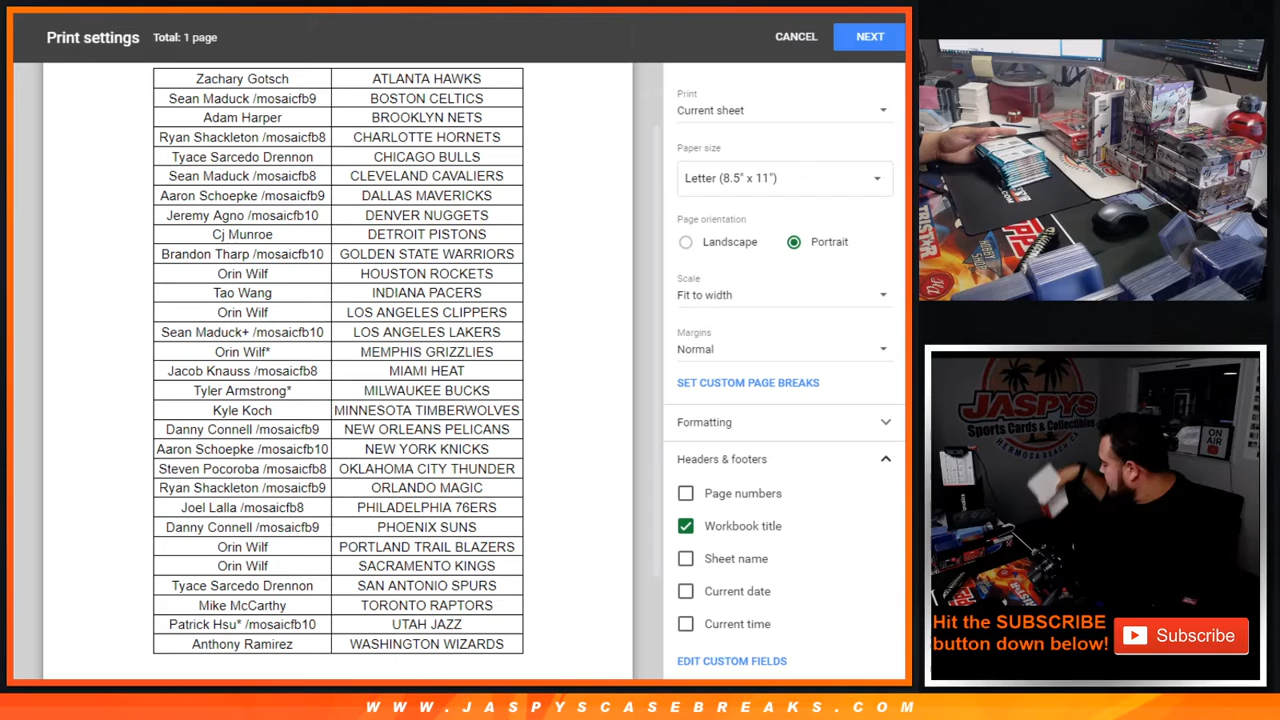 Print settings Total: 1 page CANCEL NEXT
Zachary Gotsch ATLANTA HAWKS
Sean Maduck /mosaicfb9 BOSTON CELTICS
Adam Harper BROOKLYN NETS
Ryan Shackleton /mosaicfb8 CHARLOTTE HORNETS
Tyace Sarcedo Drennon CHICAGO BULLS
Sean Maduck /mosaicfb8 CLEVELAND CAVALIERS
Aaron Schoepke /mosaicfb9 DALLAS MAVERICKS
Jeremy Agno /mosaicfb10 DENVER NUGGETS
Cj Munroe DETROIT PISTONS
Brandon Tharp /mosaicfb10 GOLDEN STATE WARRIORS
Orin Wilf HOUSTON ROCKETS
Tao Wang INDIANA PACERS
Orin Wilf LOS ANGELES CLIPPERS
Sean Maduck+ /mosaicfb10 LOS ANGELES LAKERS
Orin Wilf* MEMPHIS GRIZZLIES
Jacob Knauss /mosaicfb8 MIAMI HEAT
Tyler Armstrong* MILWAUKEE BUCKS
Kyle Koch MINNESOTA TIMBERWOLVES
Danny Connell /mosaicfb9 NEW ORLEANS PELICANS
Aaron Schoepke /mosaicfb10 NEW YORK KNICKS
Steven Pocoroba /mosaicfb8 OKLAHOMA CITY THUNDER
Ryan Shackleton /mosaicfb9 ORLANDO MAGIC
Joel Lalla /mosaicfb8 PHILADELPHIA 76ERS
Danny Connell /mosaicfb9 PHOENIX SUNS
Orin Wilf PORTLAND TRAIL BLAZERS
Orin Wilf SACRAMENTO KINGS
Tyace Sarcedo Drennon SAN ANTONIO SPURS
Mike McCarthy TORONTO RAPTORS
Patrick Hsu* /mosaicfb10 UTAH JAZZ
Anthony Ramirez WASHINGTON WIZARDS
Print
Current sheet
Paper size
Letter (8.5" x 11")
Page orientation
Landscape Portrait
Scale
Fit to width
Margins
Normal
SET CUSTOM PAGE BREAKS
Formatting
Headers & footers
Page numbers
Workbook title
Sheet name
Current date
Current time
EDIT CUSTOM FIELDS
JASPYS
Sports Cards & Collectibles
HERMOSA BEACH CA
ON AIR
Hit the SUBSCRIBE
button down below!
Subscribe
WWW.JASPYSCASEBREAKS.COM